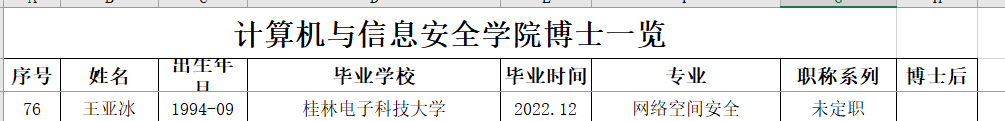 A B C D E F G H
计算机与信息安全学院博士一览
序号 姓名 出生年月 毕业学校 毕业时间 专业 职称系列 博士后
76 王亚冰 1994-09 桂林电子科技大学 2022.12 网络空间安全 未定职